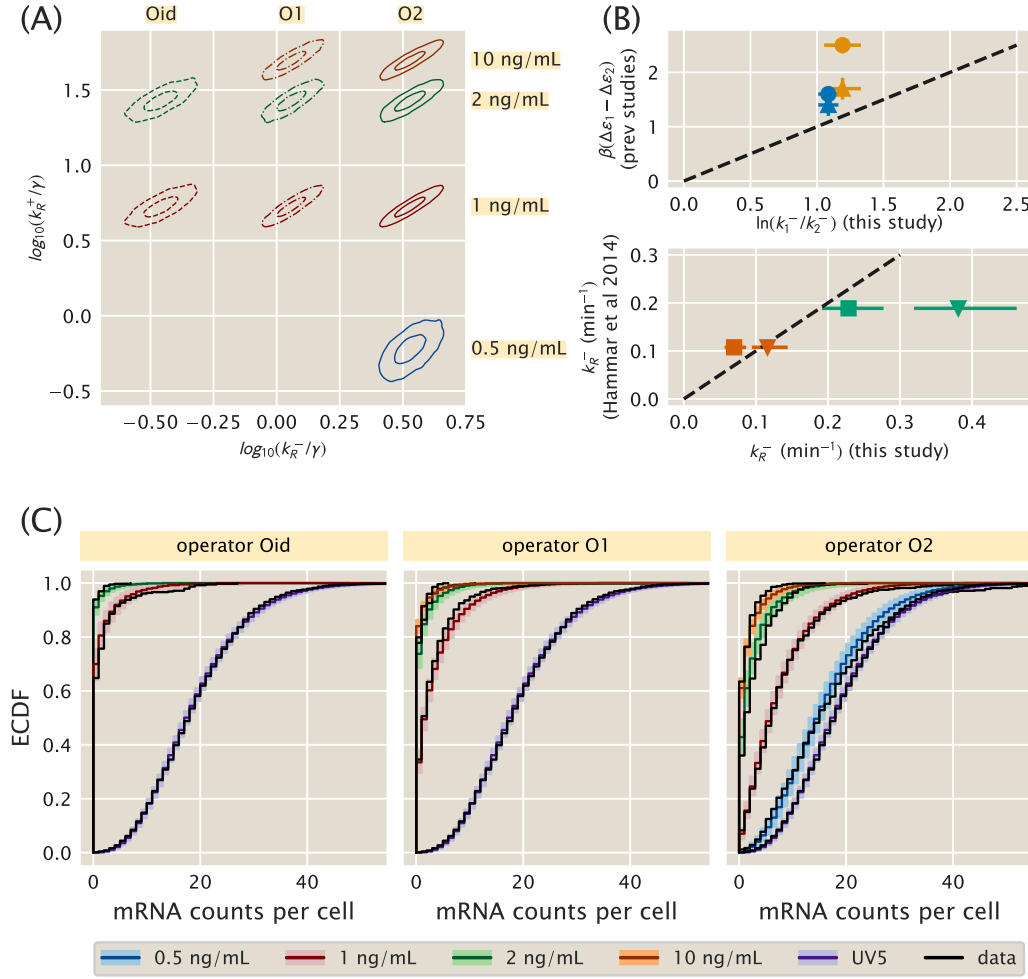 (A)
Oid O1 O2
10 ng/mL
2 ng/mL
1 ng/mL
0.5 ng/mL
1.5
1.0
0.5
0.0
−0.5
log₁₀(k_R⁺/γ)
−0.50 −0.25 0.00 0.25 0.50 0.75
log₁₀(k_R⁻/γ)
(B)
2
1
0
β(Δε₁ − Δε₂)
(prev studies)
0.0 0.5 1.0 1.5 2.0 2.5
ln(k₁⁻/k₂⁻) (this study)
0.3
0.2
0.1
0.0
k_R⁻ (min⁻¹)
(Hammar et al 2014)
0.0 0.1 0.2 0.3 0.4
k_R⁻ (min⁻¹) (this study)
(C)
operator Oid operator O1 operator O2
1.0
0.8
0.6
0.4
0.2
0.0
ECDF
0 20 40 0 20 40 0 20 40
mRNA counts per cell mRNA counts per cell mRNA counts per cell
0.5 ng/mL 1 ng/mL 2 ng/mL 10 ng/mL UV5 data